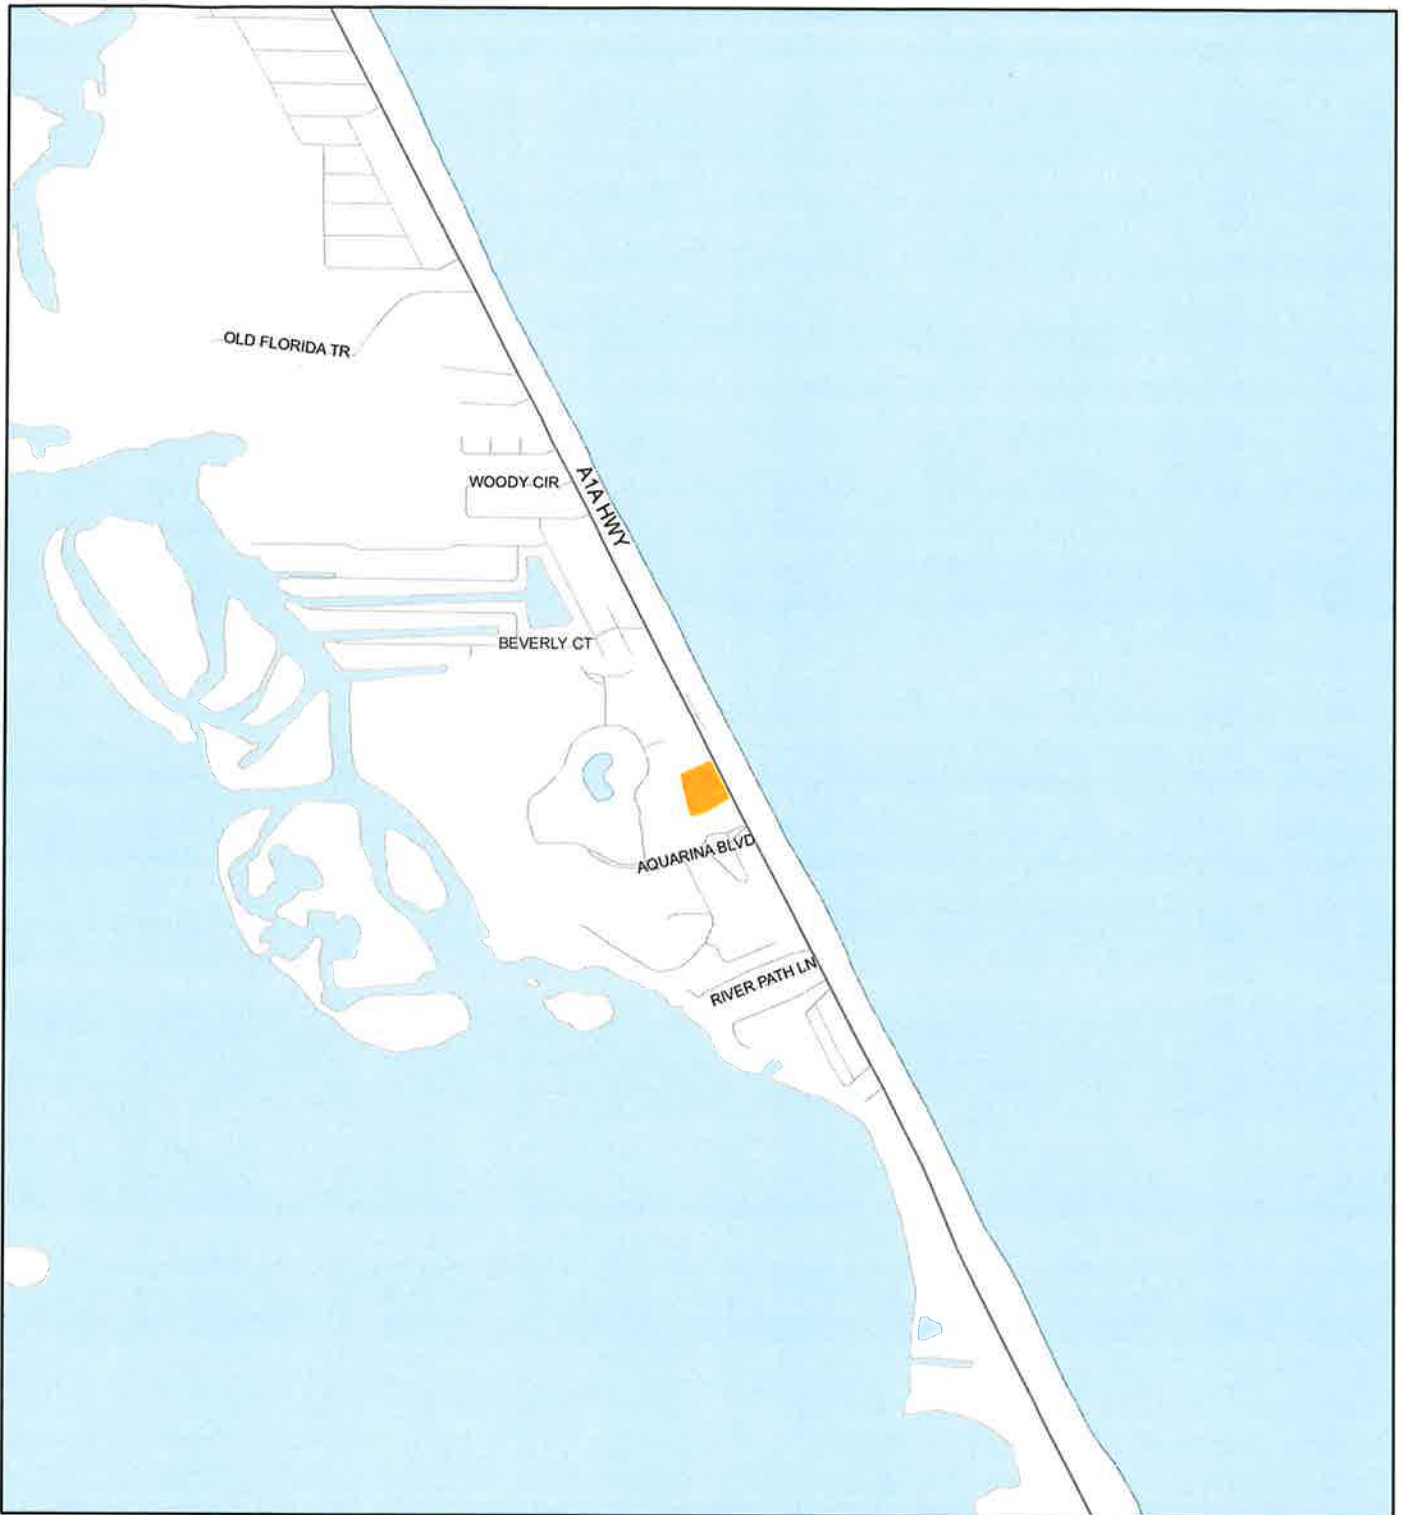 OLD FLORIDA TR
WOODY CIR
A1A HWY
BEVERLY CT
AQUARINA BLVD
RIVER PATH LN